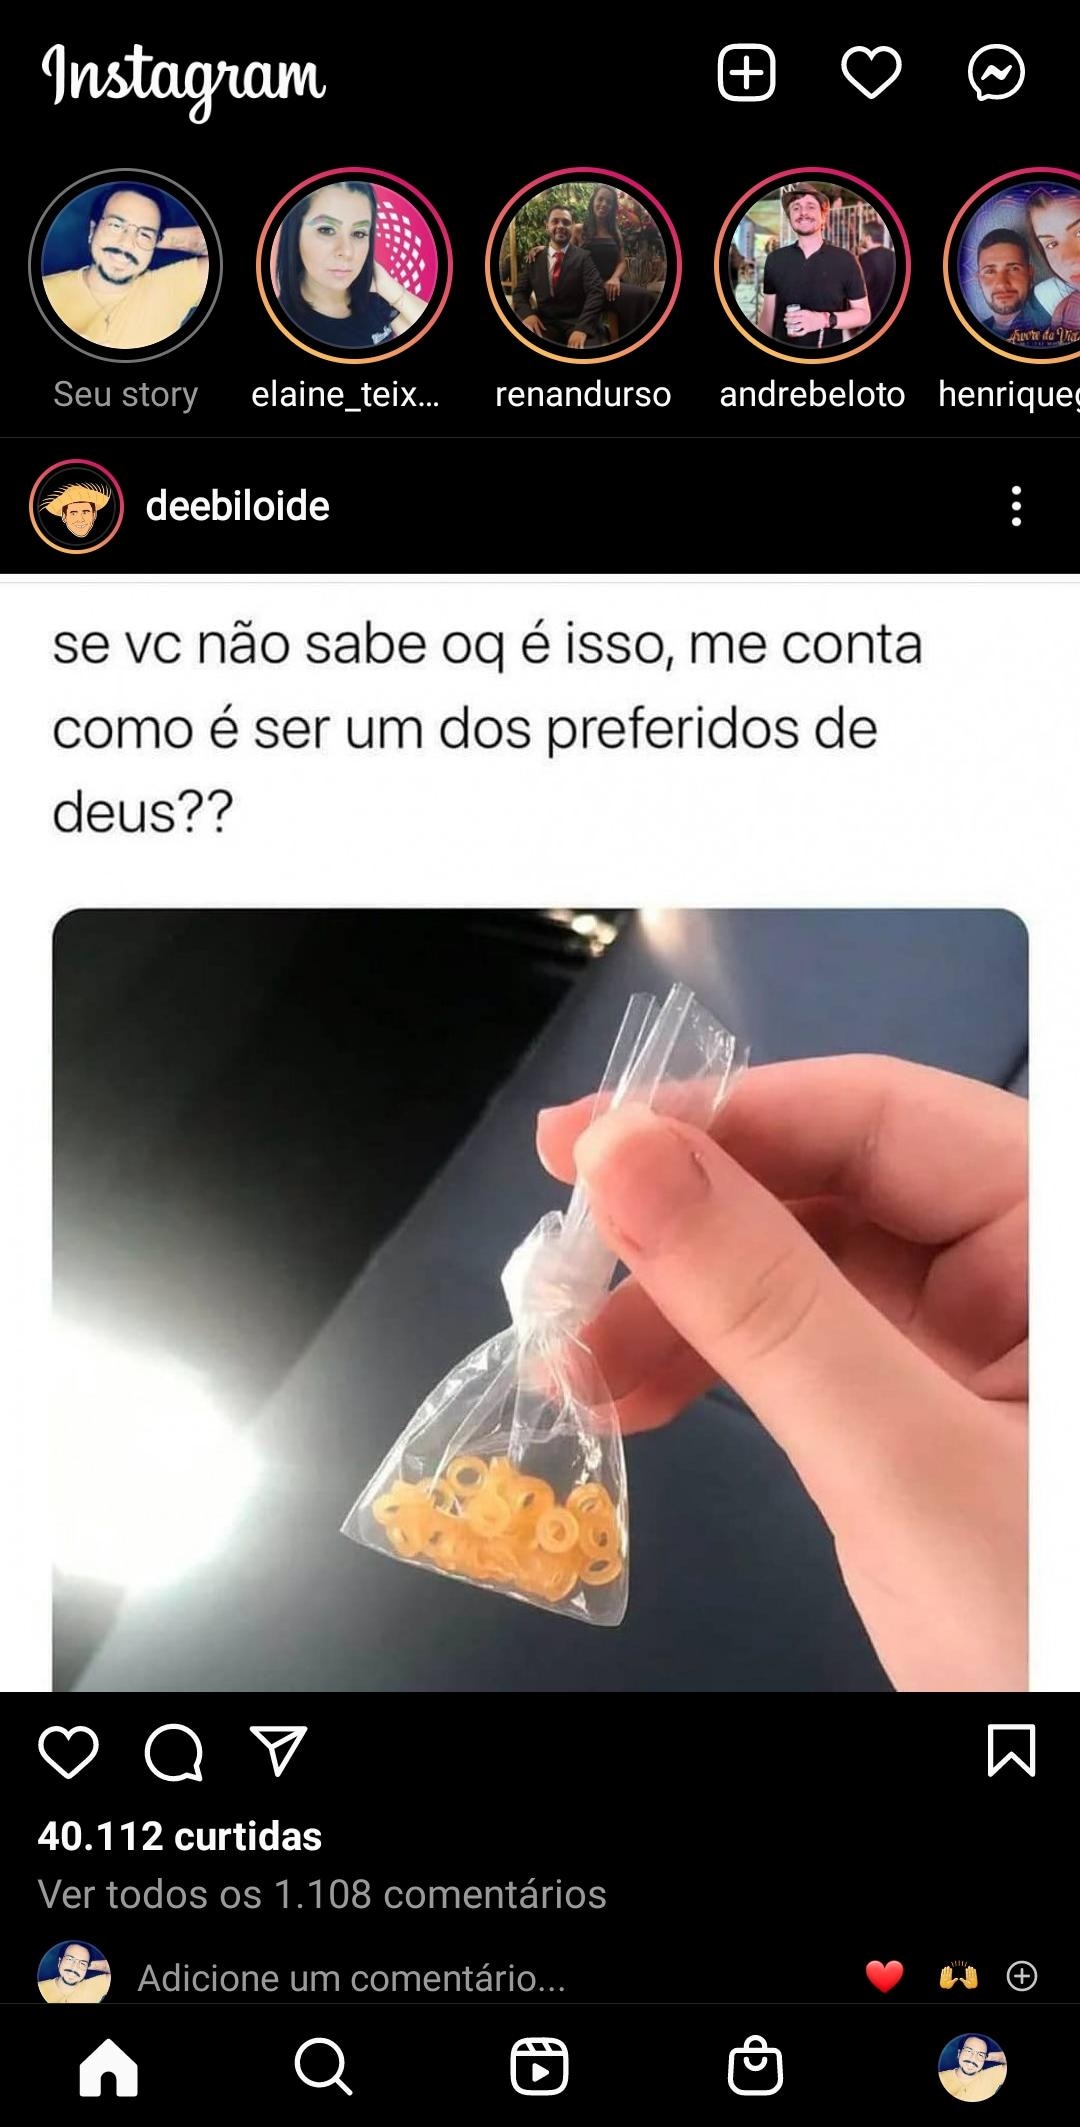 Instagram
Seu story
elaine_teix...
renandurso
andrebeloto
deebiloide
se vc não sabe oq é isso, me conta
como é ser um dos preferidos de
deus??
40.112 curtidas
Ver todos os 1.108 comentários
Adicione um comentário...